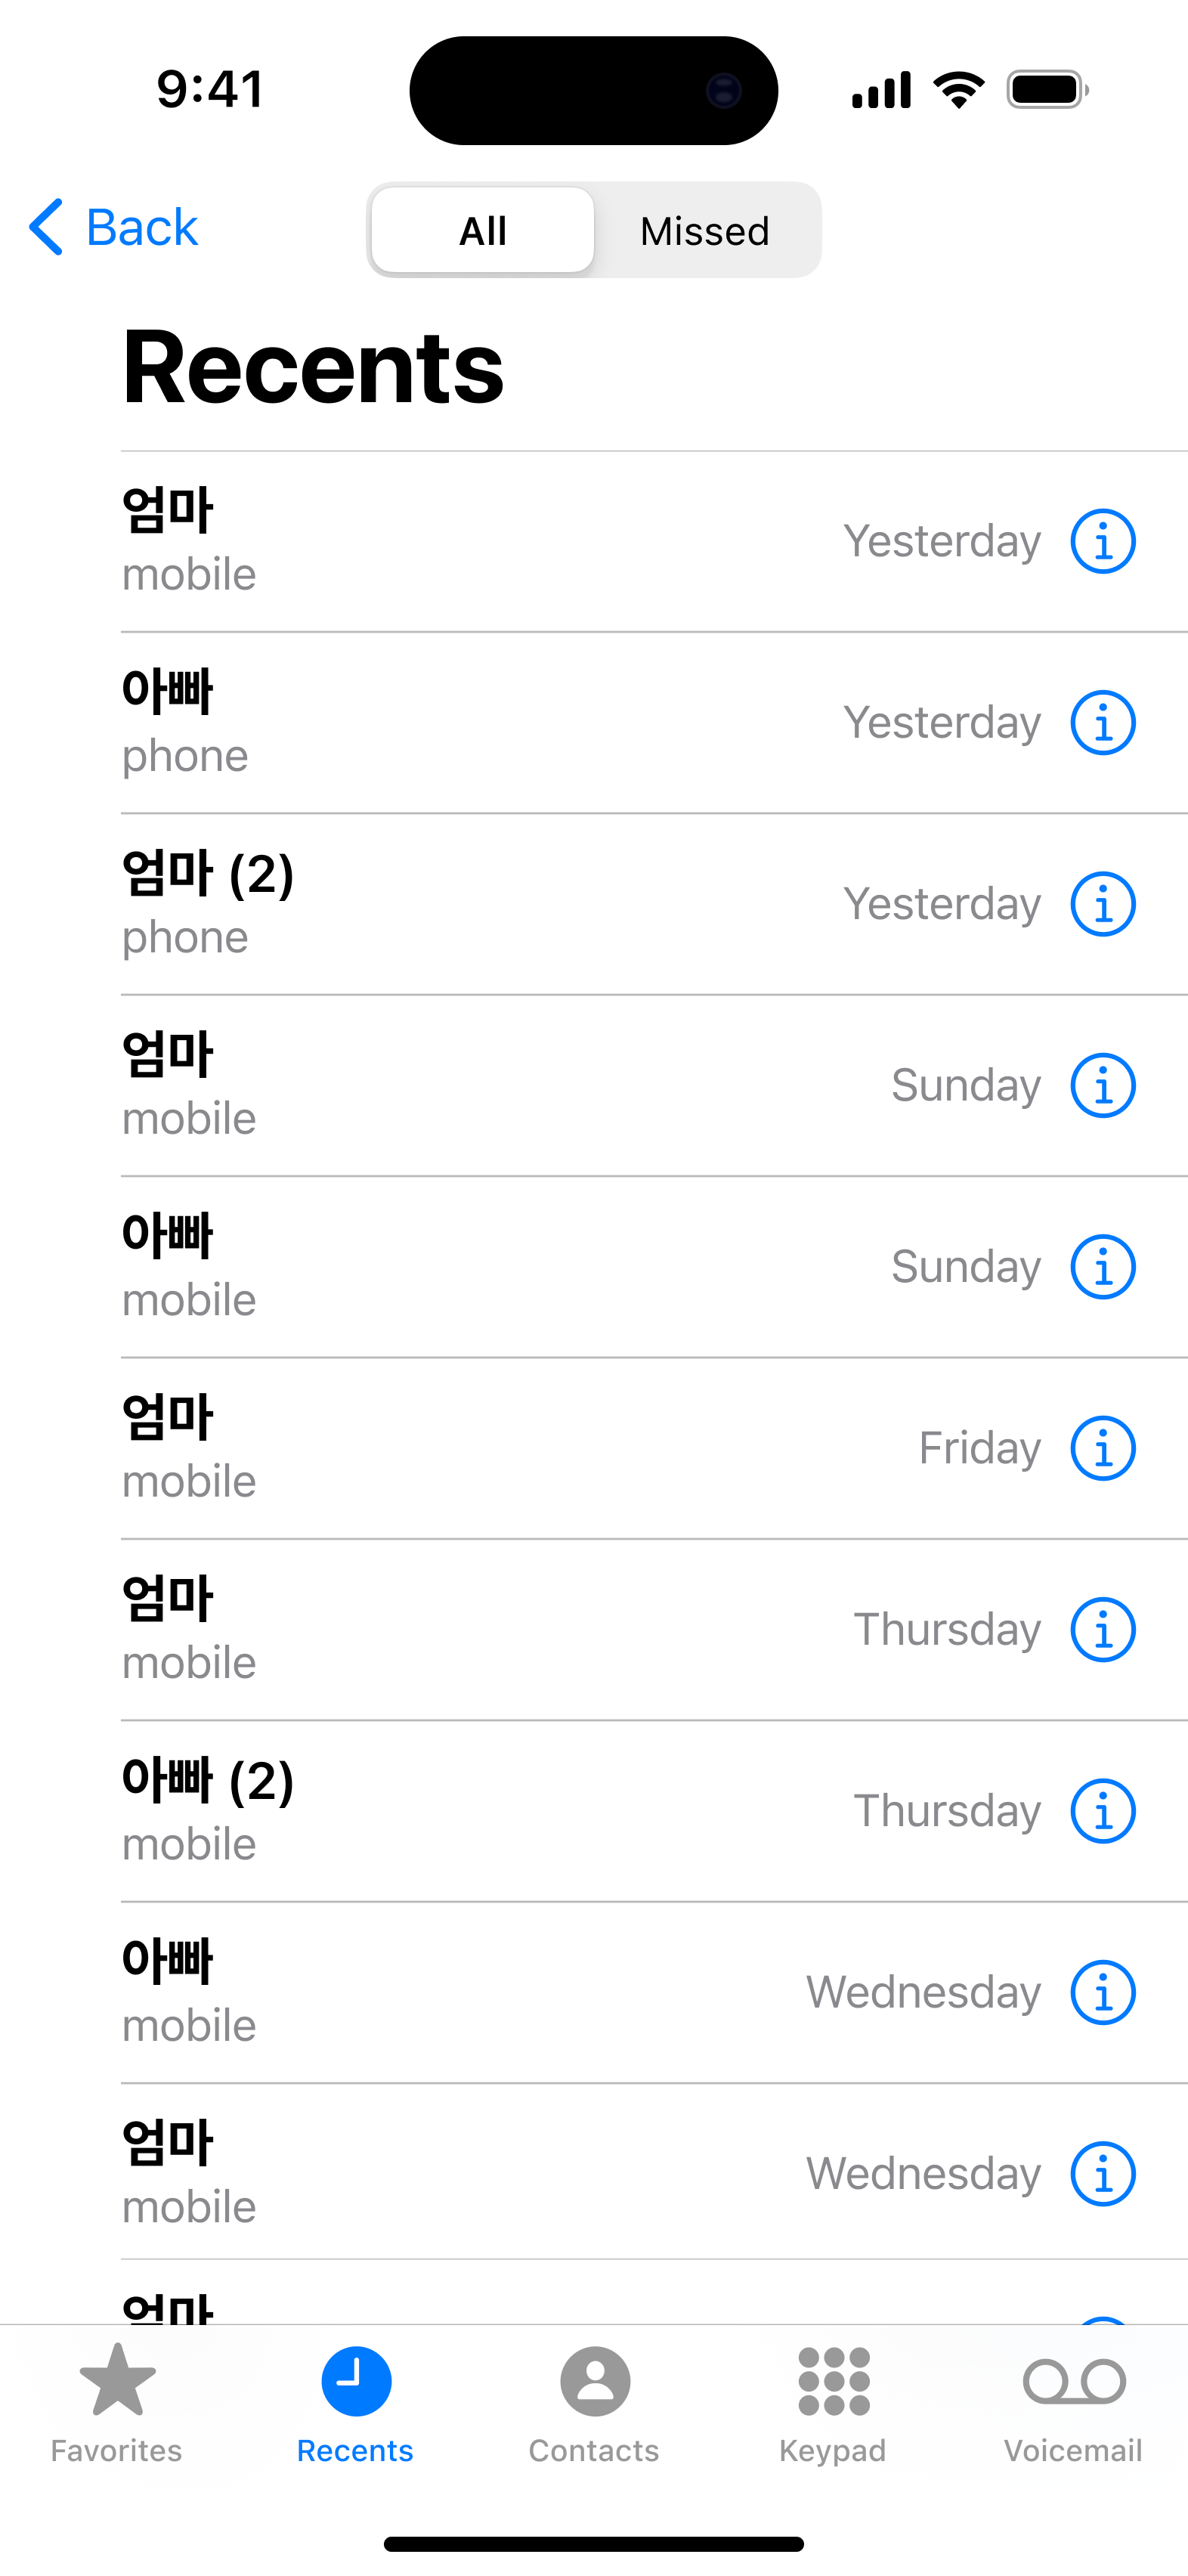 9:41
Back
All
Missed
Recents
엄마
mobile
Yesterday
아빠
phone
Yesterday
엄마 (2)
phone
Yesterday
엄마
mobile
Sunday
아빠
mobile
Sunday
엄마
mobile
Friday
엄마
mobile
Thursday
아빠 (2)
mobile
Thursday
아빠
mobile
Wednesday
엄마
mobile
Wednesday
Favorites
Recents
Contacts
Keypad
Voicemail